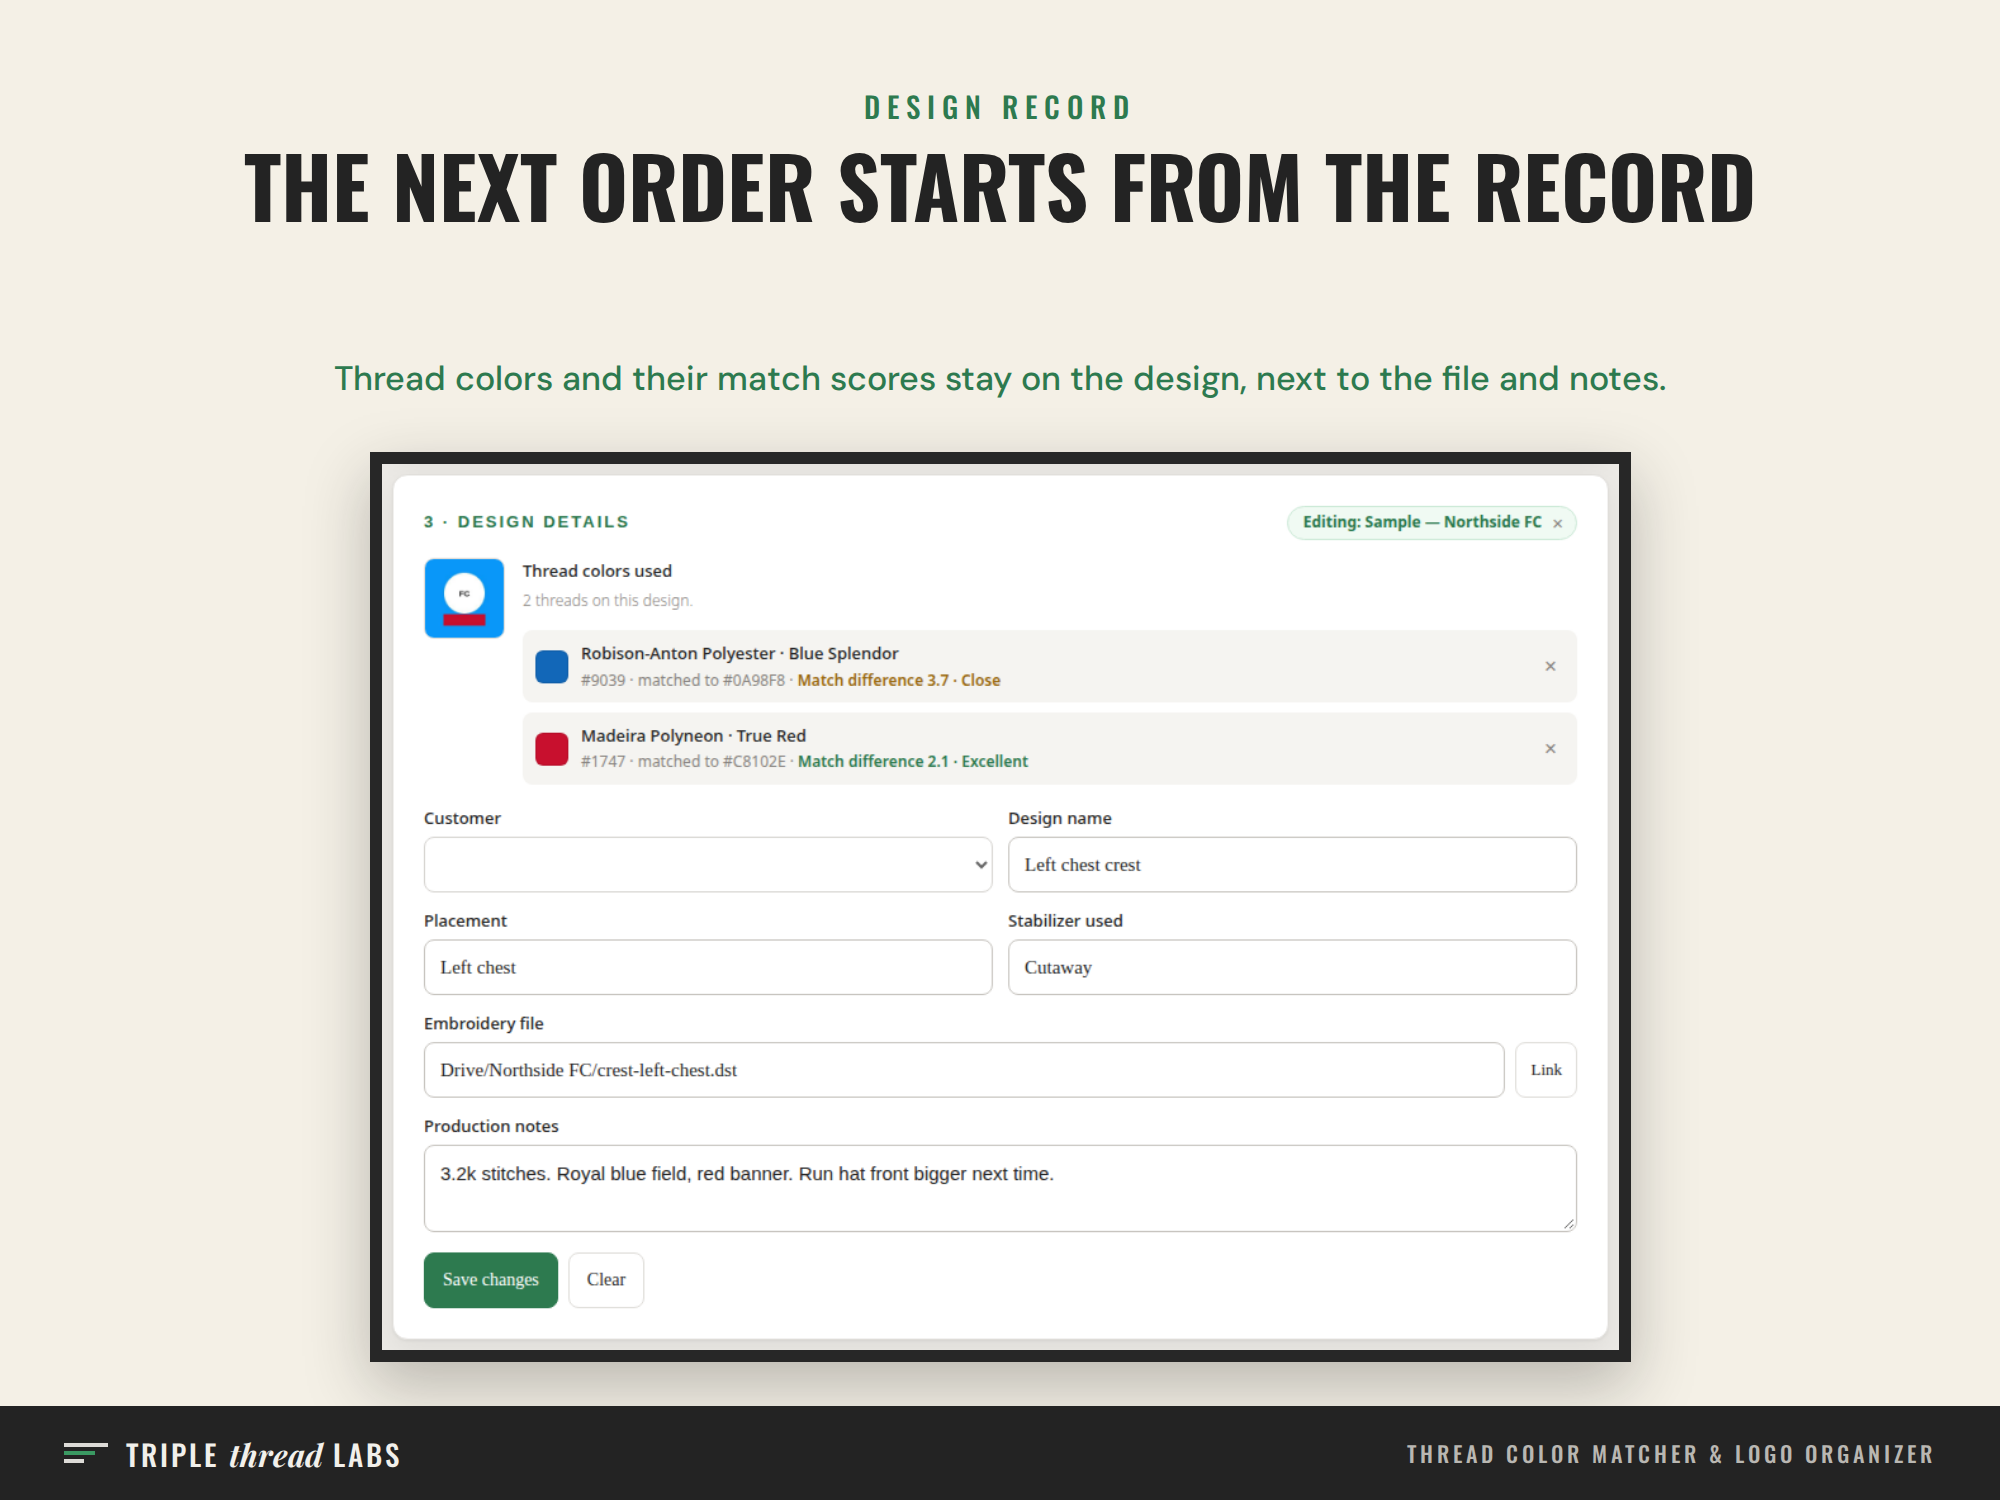 DESIGN RECORD
THE NEXT ORDER STARTS FROM THE RECORD
Thread colors and their match scores stay on the design, next to the file and notes.
3 · DESIGN DETAILS
Editing: Sample — Northside FC ×
FC
Thread colors used
2 threads on this design.
Robison-Anton Polyester · Blue Splendor
#9039 · matched to #0A98F8 · Match difference 3.7 · Close
×
Madeira Polyneon · True Red
#1747 · matched to #C8102E · Match difference 2.1 · Excellent
×
Customer
Design name
Left chest crest
Placement
Left chest
Stabilizer used
Cutaway
Embroidery file
Drive/Northside FC/crest-left-chest.dst
Link
Production notes
3.2k stitches. Royal blue field, red banner. Run hat front bigger next time.
Save changes
Clear
TRIPLE thread LABS
THREAD COLOR MATCHER & LOGO ORGANIZER